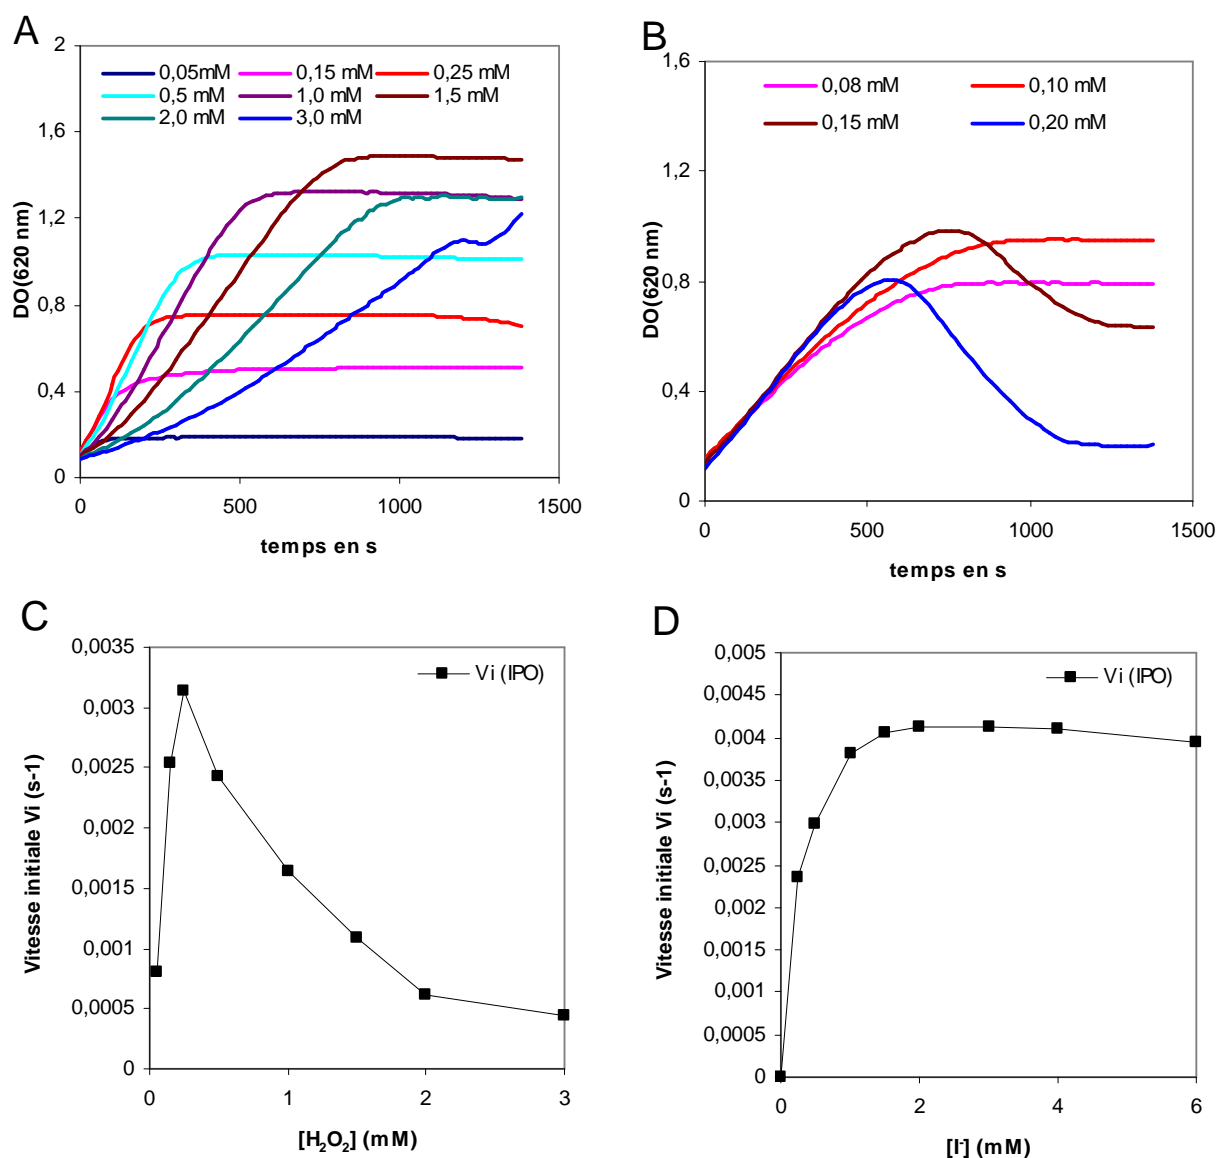 A
2
1,6
1,2
0,8
0,4
0
DO(620 nm)
0,05mM 0,15 mM 0,25 mM
0,5 mM 1,0 mM 1,5 mM
2,0 mM 3,0 mM
0 500 1000 1500
temps en s
B
1,6
1,2
0,8
0,4
0
DO(620 nm)
0,08 mM 0,10 mM
0,15 mM 0,20 mM
0 500 1000 1500
temps en s
C
0,0035
0,003
0,0025
0,002
0,0015
0,001
0,0005
0
Vitesse initiale Vi (s-1)
Vi (IPO)
0 1 2 3
[H₂O₂] (mM)
D
0,005
0,0045
0,004
0,0035
0,003
0,0025
0,002
0,0015
0,001
0,0005
0
Vitesse initiale Vi (s-1)
Vi (IPO)
0 2 4 6
[I⁻] (mM)